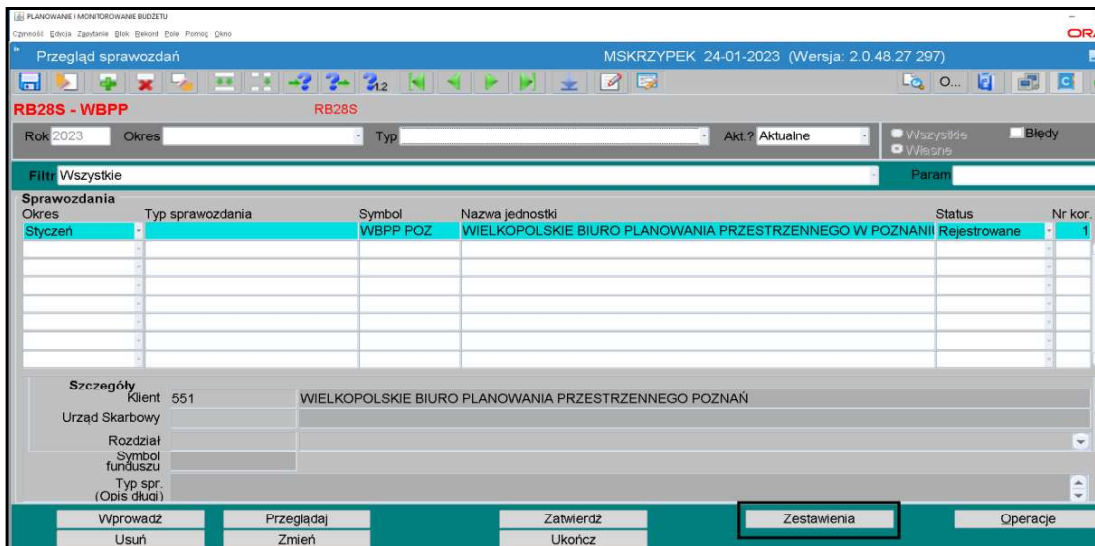 PLANOWANIE I MONITOROWANIE BUDŻETU
Czynność Edycja Zapytanie Blok Rekord Pole Pomoc Okno
ORA
Przegląd sprawozdań MSKRZYPEK 24-01-2023 (Wersja: 2.0.48.27 297)
O...
RB28S - WBPP RB28S
Rok 2023 Okres Typ Akt.? Aktualne Wszystkie Błędy
Własne
Filtr Wszystkie Param
Sprawozdania
Okres Typ sprawozdania Symbol Nazwa jednostki Status Nr kor.
Styczeń WBPP POZ WIELKOPOLSKIE BIURO PLANOWANIA PRZESTRZENNEGO W POZNANIU Rejestrowane 1
Szczegóły
Klient 551 WIELKOPOLSKIE BIURO PLANOWANIA PRZESTRZENNEGO POZNAŃ
Urząd Skarbowy
Rozdział
Symbol
funduszu
Typ spr.
(Opis długi)
Wprowadź Przeglądaj Zatwierdź Zestawienia Operacje
Usuń Zmień Ukończ